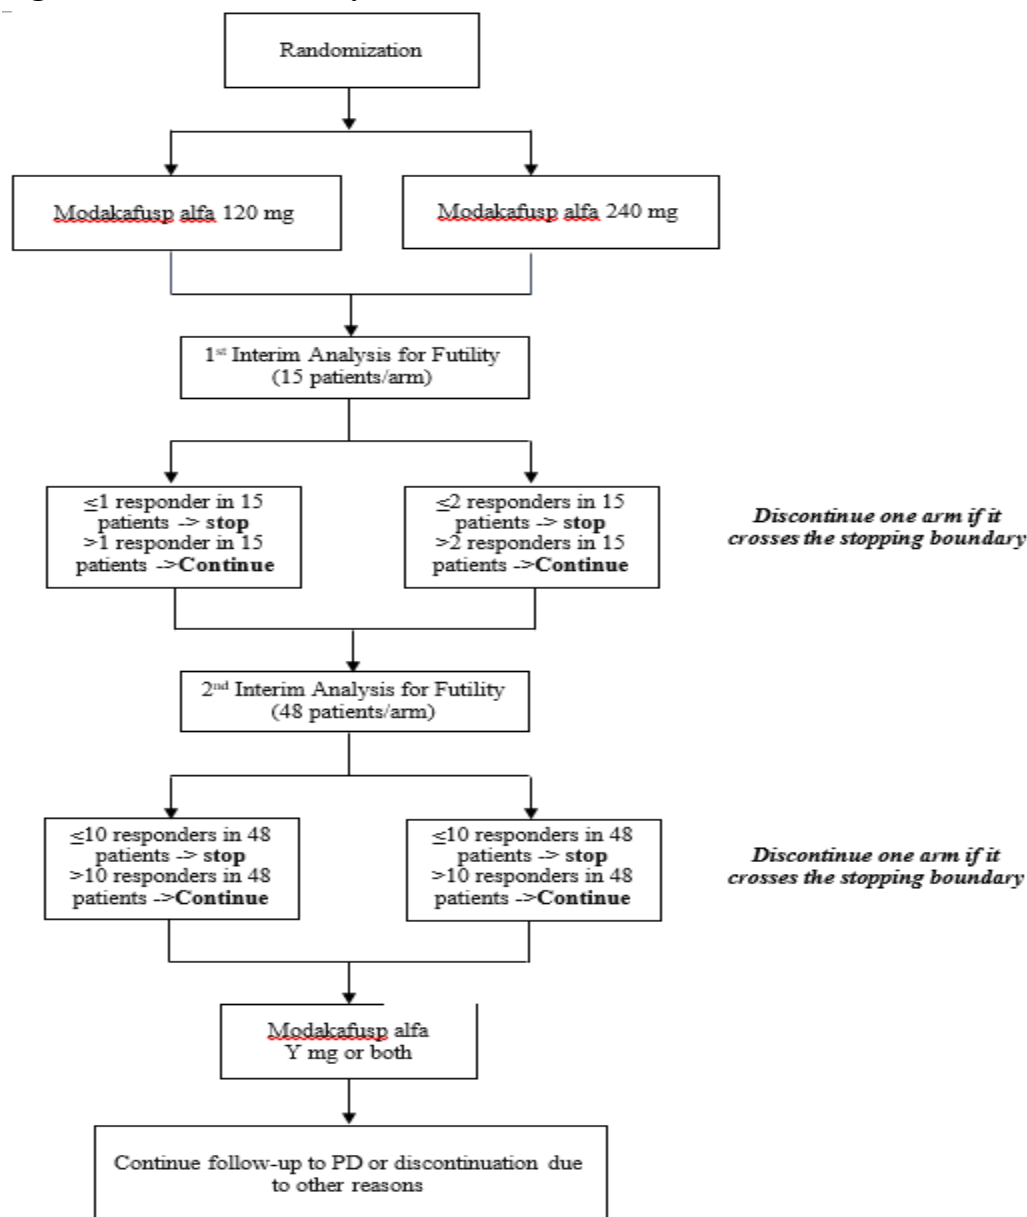 Randomization
Modakafusp alfa 120 mg
Modakafusp alfa 240 mg
1st Interim Analysis for Futility
(15 patients/arm)
≤1 responder in 15
patients -> stop
>1 responder in 15
patients ->Continue
≤2 responders in 15
patients -> stop
>2 responders in 15
patients ->Continue
Discontinue one arm if it
crosses the stopping boundary
2nd Interim Analysis for Futility
(48 patients/arm)
≤10 responders in 48
patients -> stop
>10 responders in 48
patients ->Continue
≤10 responders in 48
patients -> stop
>10 responders in 48
patients ->Continue
Discontinue one arm if it
crosses the stopping boundary
Modakafusp alfa
Y mg or both
Continue follow-up to PD or discontinuation due
to other reasons